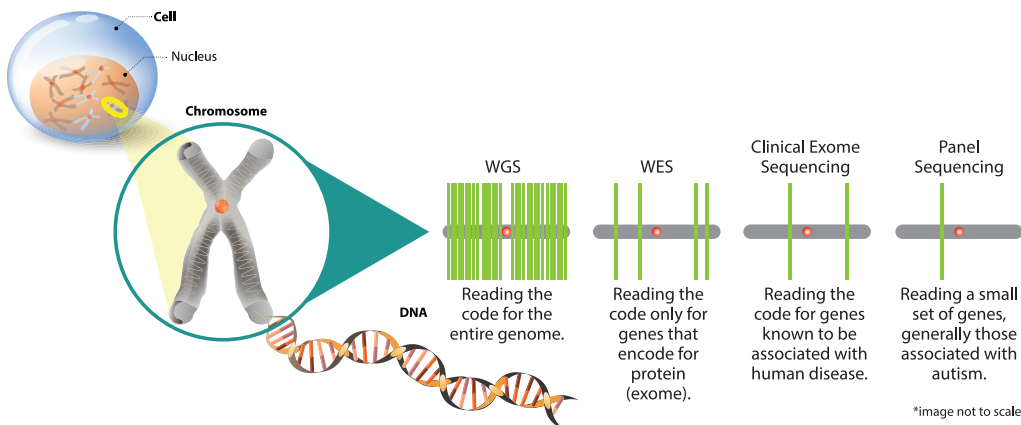 Cell
Nucleus
Chromosome
DNA
WGS
Reading the
code for the
entire genome.
WES
Reading the
code only for
genes that
encode for
protein
(exome).
Clinical Exome
Sequencing
Reading the
code for genes
known to be
associated with
human disease.
Panel
Sequencing
Reading a small
set of genes,
generally those
associated with
autism.
*image not to scale